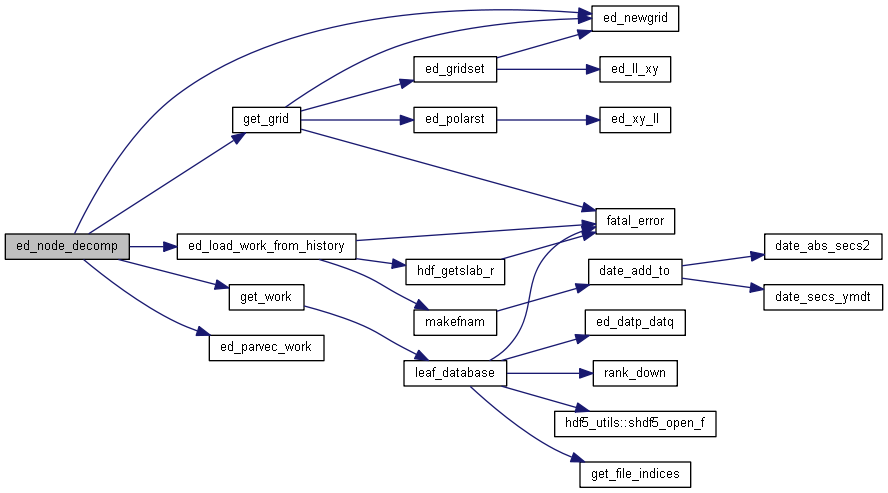 ed_newgrid
ed_gridset
ed_ll_xy
get_grid
ed_polarst
ed_xy_ll
fatal_error
ed_node_decomp
ed_load_work_from_history
date_abs_secs2
hdf_getslab_r
date_add_to
get_work
date_secs_ymdt
makefnam
ed_datp_datq
ed_parvec_work
leaf_database
rank_down
hdf5_utils::shdf5_open_f
get_file_indices